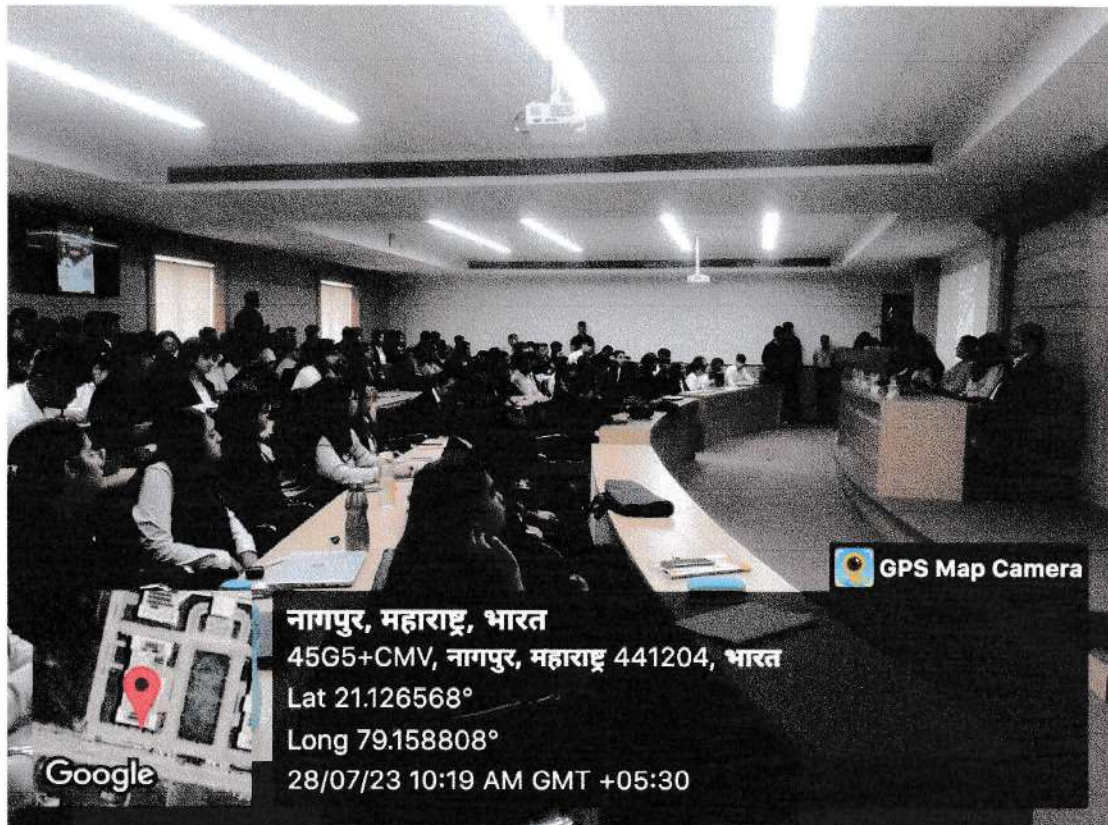 GPS Map Camera
नागपुर, महाराष्ट्र, भारत
45G5+CMV, नागपुर, महाराष्ट्र 441204, भारत
Lat 21.126568°
Long 79.158808°
28/07/23 10:19 AM GMT +05:30
Google